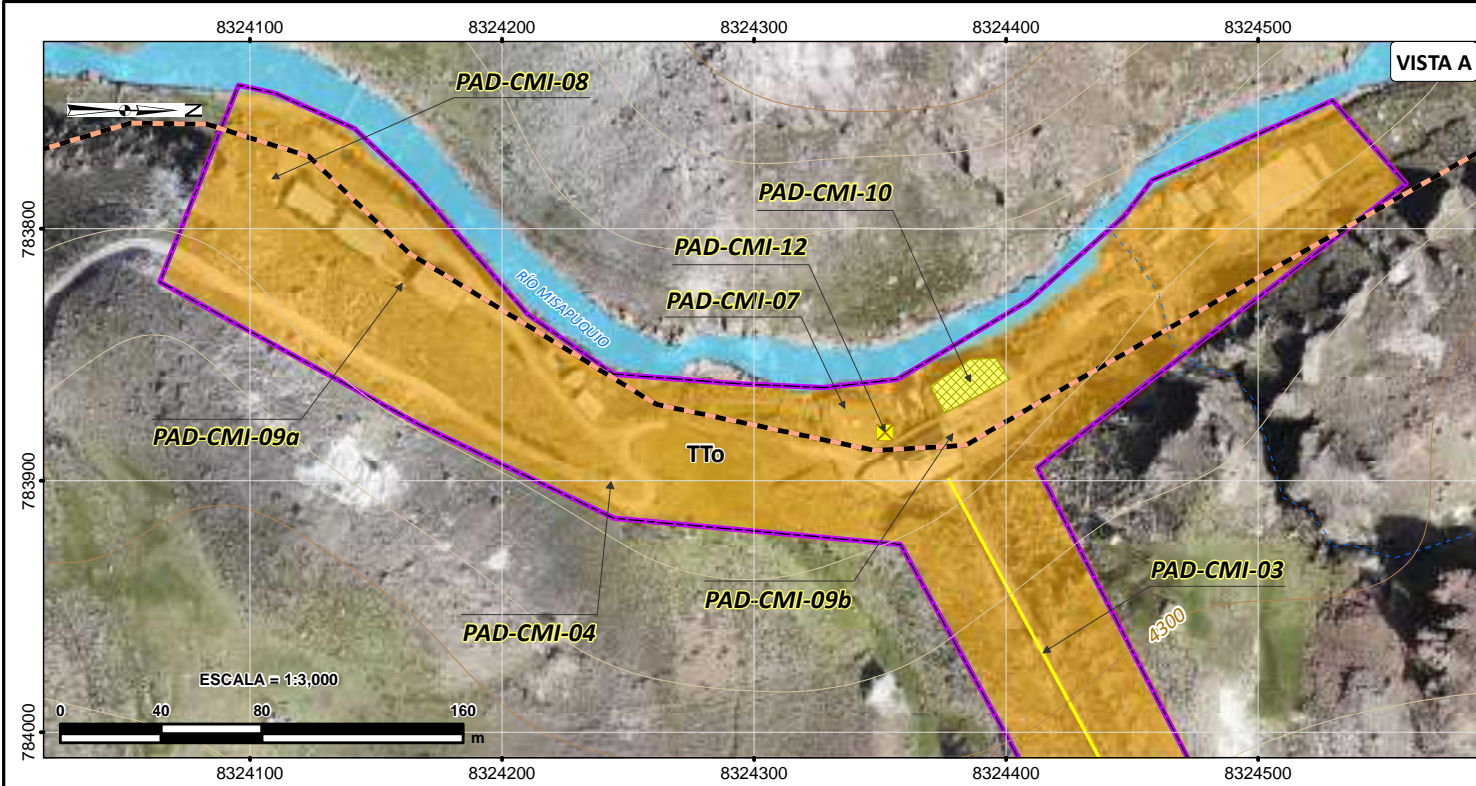 8324100 8324200 8324300 8324400 8324500
VISTA A
PAD-CMI-08
N
PAD-CMI-10
783800
PAD-CMI-12
RÍO MISAPUQUIO
PAD-CMI-07
PAD-CMI-09a
TTo
783900
PAD-CMI-03
PAD-CMI-09b
PAD-CMI-04
4300
ESCALA = 1:3,000
0 40 80 160
m
784000
8324100 8324200 8324300 8324400 8324500